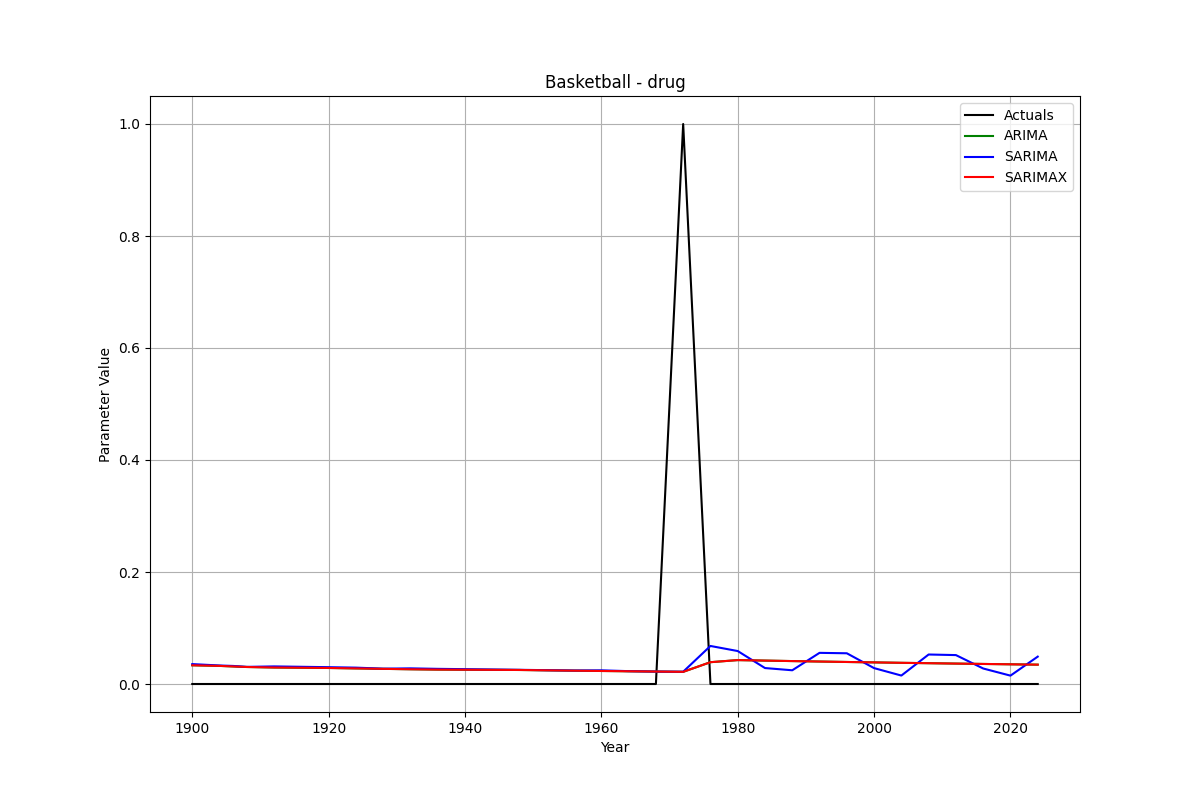 Basketball - drug
Actuals
ARIMA
SARIMA
SARIMAX
Parameter Value
1.0
0.8
0.6
0.4
0.2
0.0
1900 1920 1940 1960 1980 2000 2020
Year